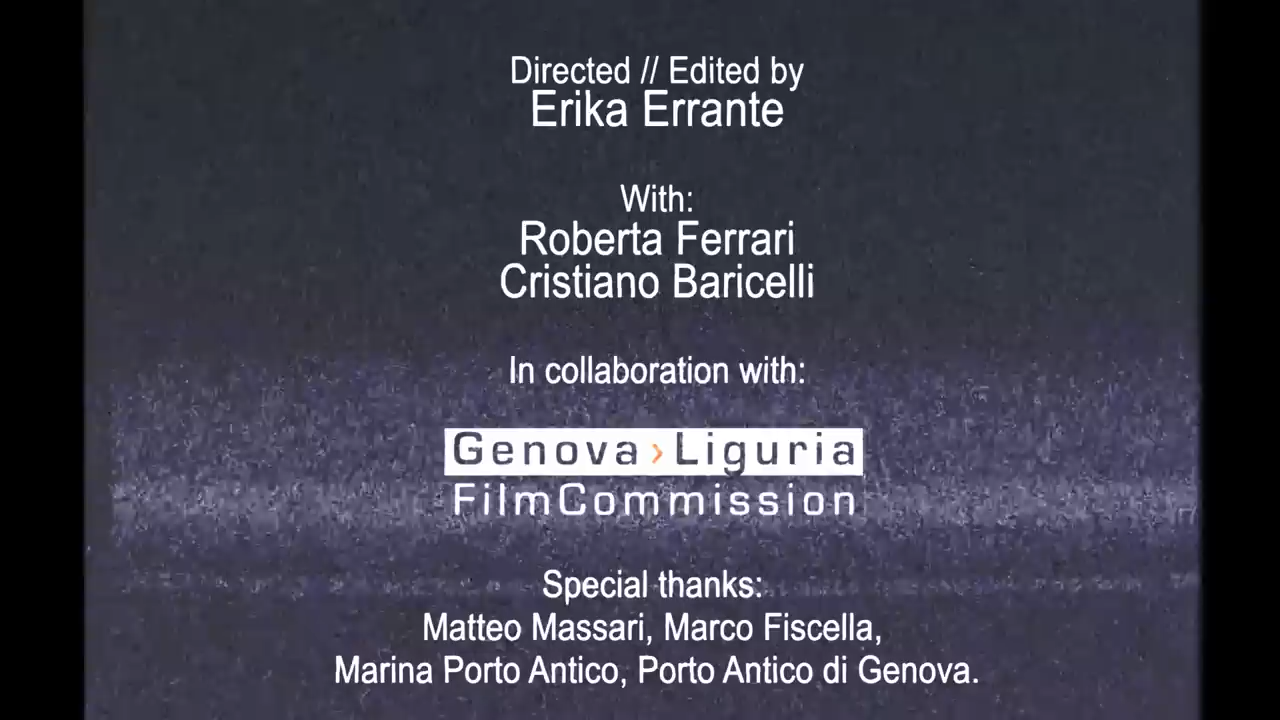 Directed // Edited by
Erika Errante
With:
Roberta Ferrari
Cristiano Baricelli
In collaboration with:
Genova›Liguria
FilmCommission
Special thanks:
Matteo Massari, Marco Fiscella,
Marina Porto Antico, Porto Antico di Genova.